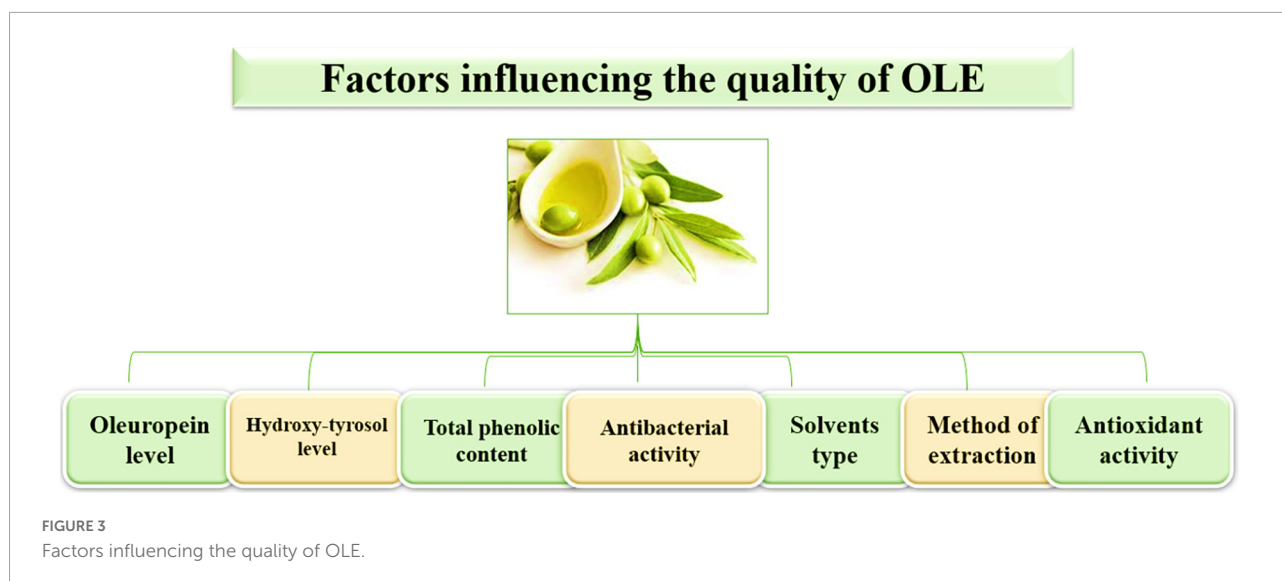 Factors influencing the quality of OLE
Oleuropein
level
Hydroxy-tyrosol
level
Total phenolic
content
Antibacterial
activity
Solvents
type
Method of
extraction
Antioxidant
activity
FIGURE 3
Factors influencing the quality of OLE.